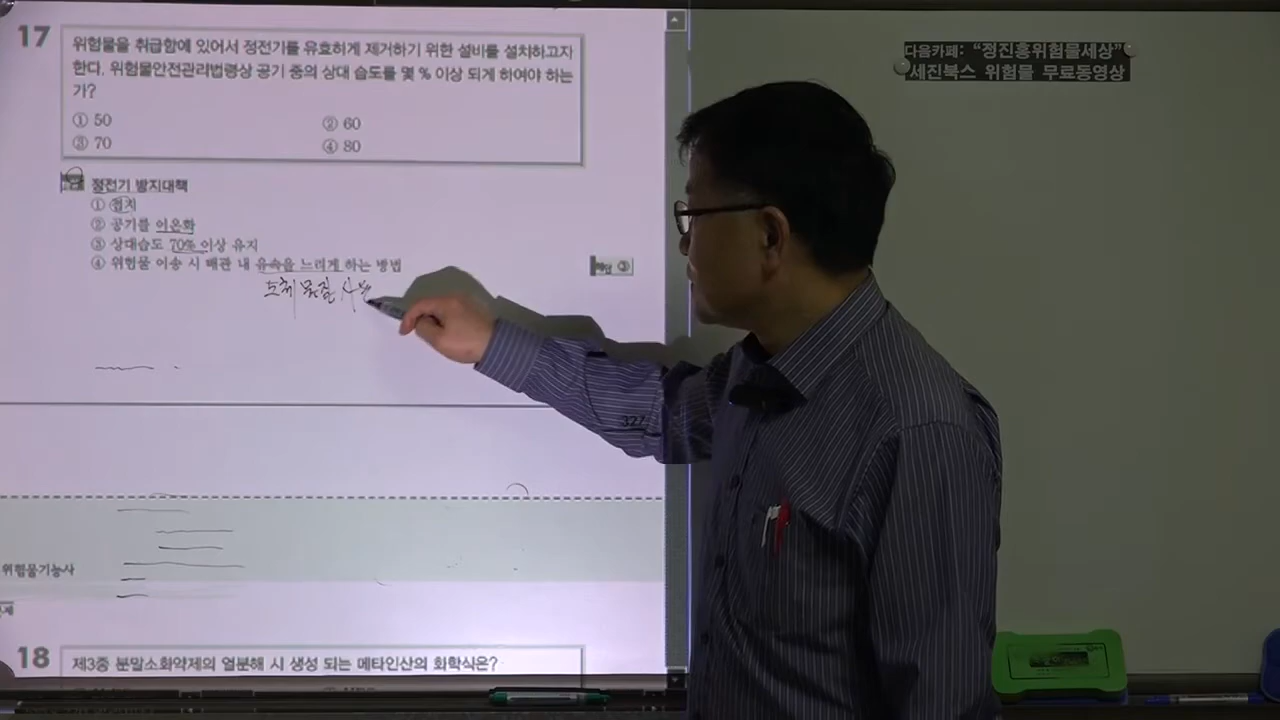 17
위험물을 취급함에 있어서 정전기를 유효하게 제거하기 위한 설비를 설치하고자
한다. 위험물안전관리법령상 공기 중의 상대 습도를 몇 % 이상 되게 하여야 하는
가?
① 50 ② 60
③ 70 ④ 80
정전기 방지대책
① 접지
② 공기를 이온화
③ 상대습도 70% 이상 유지
④ 위험물 이송 시 배관 내 유속을 느리게 하는 방법
해답 ③
도체 물질 사용
327
위험물기능사
18
제3종 분말소화약제의 열분해 시 생성 되는 메타인산의 화학식은?
다음카페: “정진홍위험물세상”
세진북스 위험물 무료동영상